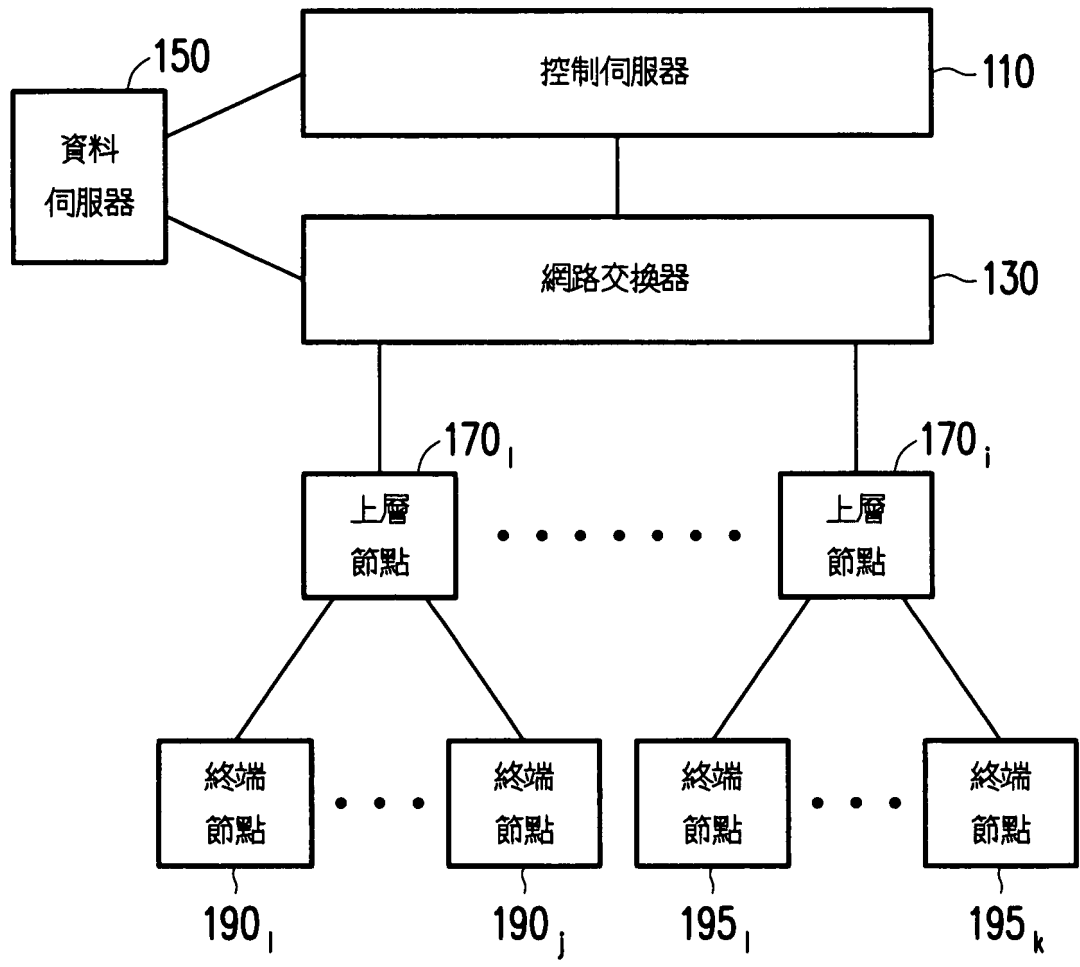 150
控制伺服器
110
資料
伺服器
網路交換器
130
170₁
170ᵢ
上層
節點
上層
節點
終端
節點
終端
節點
終端
節點
終端
節點
190₁
190ⱼ
195₁
195ₖ